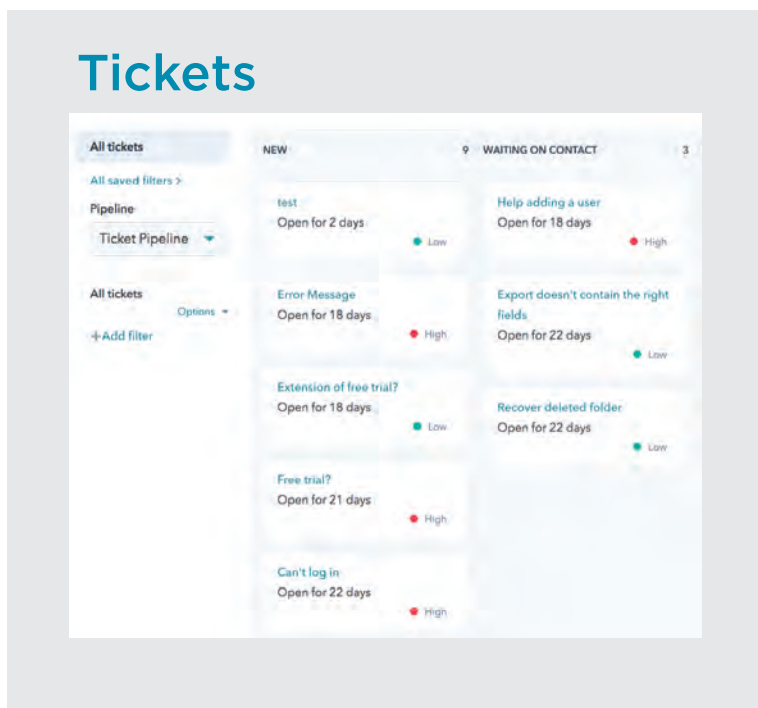 Tickets
All tickets
All saved filters >
Pipeline
Ticket Pipeline
All tickets
Options
+Add filter
NEW 9
test
Open for 2 days
Low
Error Message
Open for 18 days
High
Extension of free trial?
Open for 18 days
Low
Free trial?
Open for 21 days
High
Can't log in
Open for 22 days
High
WAITING ON CONTACT 3
Help adding a user
Open for 18 days
High
Export doesn't contain the right
fields
Open for 22 days
Low
Recover deleted folder
Open for 22 days
Low